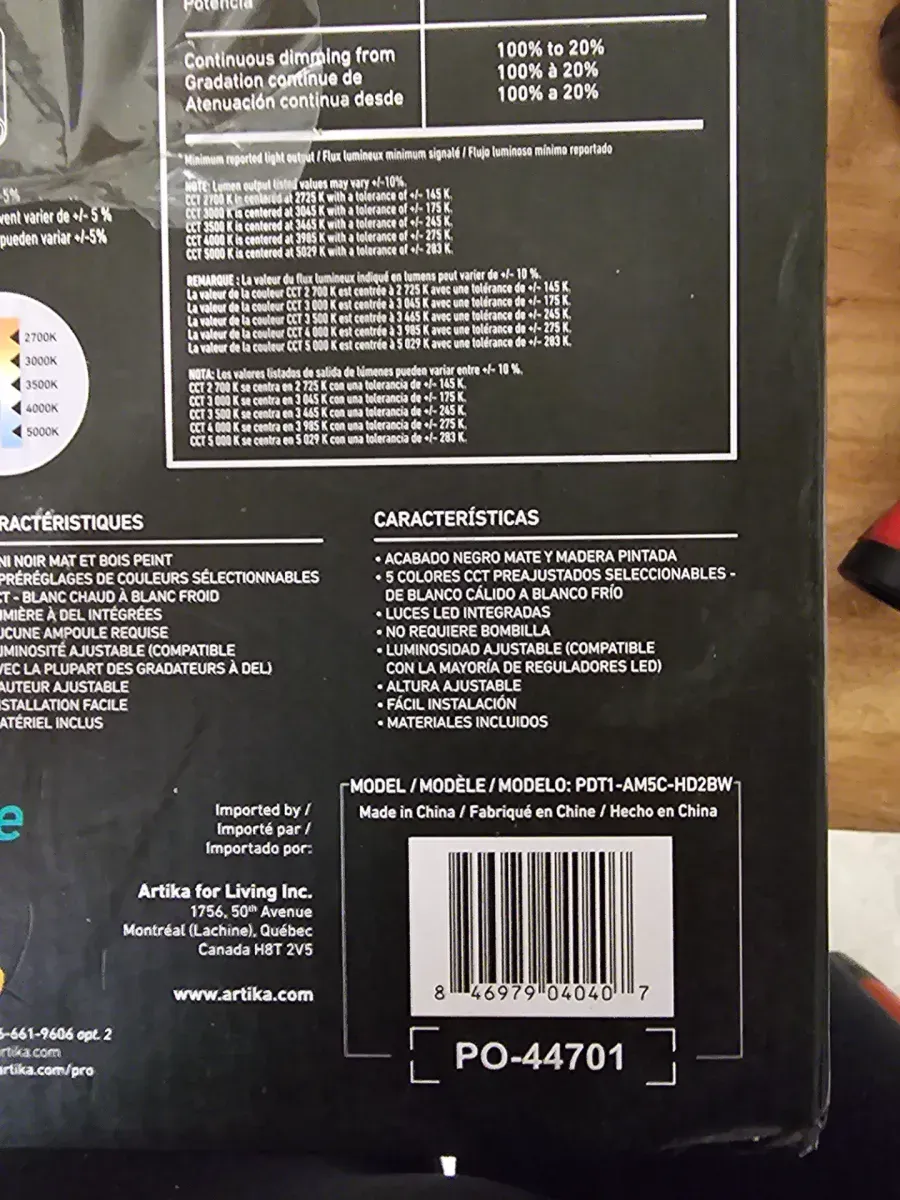 Potencia
Continuous dimming from
Gradation continue de
Atenuación continua desde
100% to 20%
100% à 20%
100% a 20%
*Minimum reported light output / Flux lumineux minimum signalé / Flujo luminoso mínimo reportado
NOTE: Lumen output listed values may vary +/-10%.
CCT 2700 K is centered at 2725 K with a tolerance of +/- 145 K.
CCT 3000 K is centered at 3045 K with a tolerance of +/- 175 K.
CCT 3500 K is centered at 3465 K with a tolerance of +/- 245 K.
CCT 4000 K is centered at 3985 K with a tolerance of +/- 275 K.
CCT 5000 K is centered at 5029 K with a tolerance of +/- 283 K.
REMARQUE : La valeur du flux lumineux indiqué en lumens peut varier de +/- 10 %.
La valeur de la couleur CCT 2 700 K est centrée à 2 725 K avec une tolérance de +/- 145 K.
La valeur de la couleur CCT 3 000 K est centrée à 3 045 K avec une tolérance de +/- 175 K.
La valeur de la couleur CCT 3 500 K est centrée à 3 465 K avec une tolérance de +/- 245 K.
La valeur de la couleur CCT 4 000 K est centrée à 3 985 K avec une tolérance de +/- 275 K.
La valeur de la couleur CCT 5 000 K est centrée à 5 029 K avec une tolérance de +/- 283 K.
NOTA: Los valores listados de salida de lúmenes pueden variar entre +/- 10 %.
CCT 2 700 K se centra en 2 725 K con una tolerancia de +/- 145 K.
CCT 3 000 K se centra en 3 045 K con una tolerancia de +/- 175 K.
CCT 3 500 K se centra en 3 465 K con una tolerancia de +/- 245 K.
CCT 4 000 K se centra en 3 985 K con una tolerancia de +/- 275 K.
CCT 5 000 K se centra en 5 029 K con una tolerancia de +/- 283 K.
-5%
vent varier de +/- 5 %
pueden variar +/-5%
2700K
3000K
3500K
4000K
5000K
RACTÉRISTIQUES
NI NOIR MAT ET BOIS PEINT
PRÉRÉGLAGES DE COULEURS SÉLECTIONNABLES
CT - BLANC CHAUD À BLANC FROID
MIÈRE À DEL INTÉGRÉES
UCUNE AMPOULE REQUISE
UMINOSITÉ AJUSTABLE (COMPATIBLE
VEC LA PLUPART DES GRADATEURS À DEL)
AUTEUR AJUSTABLE
STALLATION FACILE
ATÉRIEL INCLUS
CARACTERÍSTICAS
• ACABADO NEGRO MATE Y MADERA PINTADA
• 5 COLORES CCT PREAJUSTADOS SELECCIONABLES -
DE BLANCO CÁLIDO A BLANCO FRÍO
• LUCES LED INTEGRADAS
• NO REQUIERE BOMBILLA
• LUMINOSIDAD AJUSTABLE (COMPATIBLE
CON LA MAYORÍA DE REGULADORES LED)
• ALTURA AJUSTABLE
• FÁCIL INSTALACIÓN
• MATERIALES INCLUIDOS
e
Imported by /
Importé par /
Importado por:
Artika for Living Inc.
1756, 50th Avenue
Montréal (Lachine), Québec
Canada H8T 2V5
www.artika.com
6-661-9606 opt. 2
rtika.com
artika.com/pro
MODEL / MODÈLE / MODELO: PDT1-AM5C-HD2BW
Made in China / Fabriqué en Chine / Hecho en China
8 46979 04040 7
PO-44701